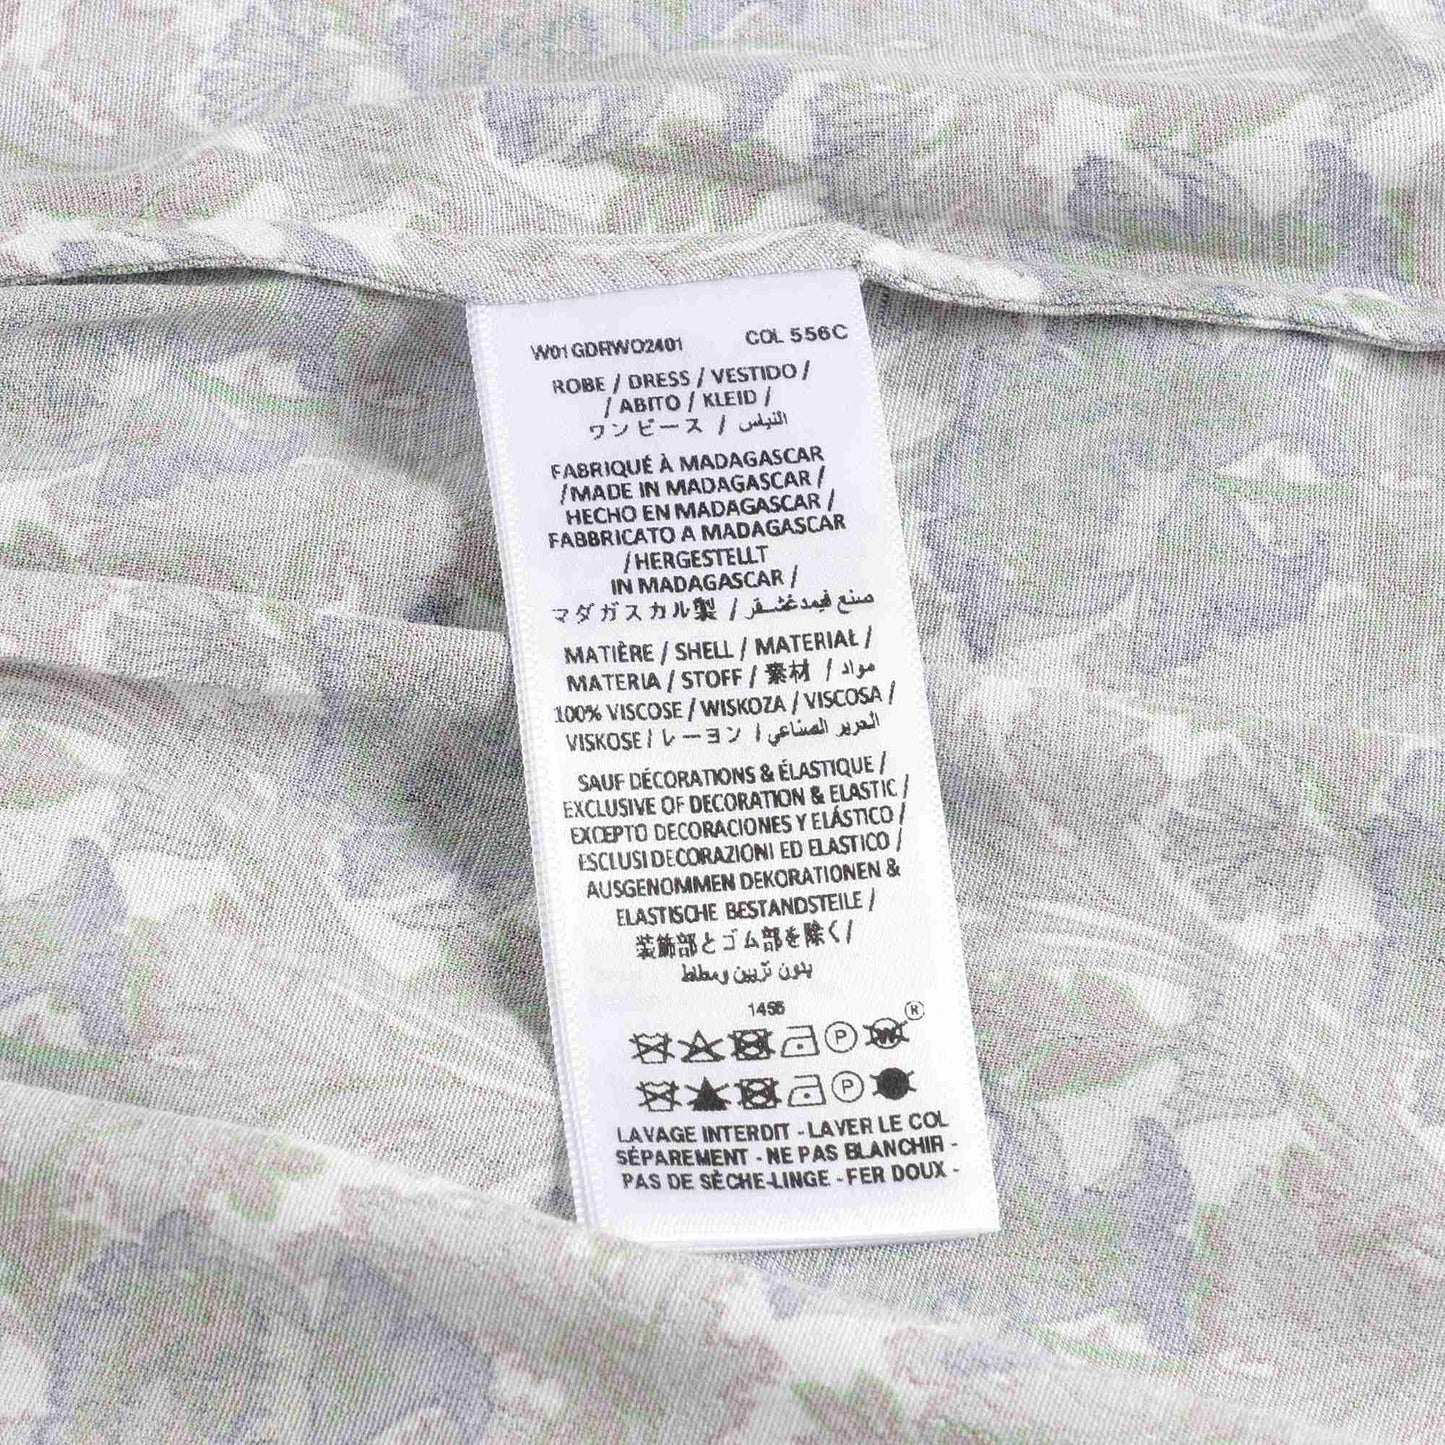 W01GDRWO2401 COL 556C
ROBE / DRESS / VESTIDO /
/ ABITO / KLEID /
ワンピース / اللباس
FABRIQUÉ À MADAGASCAR
/MADE IN MADAGASCAR /
HECHO EN MADAGASCAR /
FABBRICATO A MADAGASCAR
/HERGESTELLT
IN MADAGASCAR /
マダガスカル製 / صنع في
MATIÈRE / SHELL / MATERIAL /
MATERIA / STOFF / 素材 / مواد
100% VISCOSE / WISKOZA / VISCOSA /
VISKOSE / レーヨン / الحرير الصناعي
SAUF DÉCORATIONS & ÉLASTIQUE /
EXCLUSIVE OF DECORATION & ELASTIC /
EXCEPTO DECORACIONES Y ELÁSTICO /
ESCLUSI DECORAZIONI ED ELASTICO /
AUSGENOMMEN DEKORATIONEN &
ELASTISCHE BESTANDSTEILE /
装飾部とゴム部を除く/
بدون تزيين ومطاط
1456
P W ®
P
LAVAGE INTERDIT - LAVER LE COL
SÉPAREMENT - NE PAS BLANCHIR -
PAS DE SÈCHE-LINGE - FER DOUX -